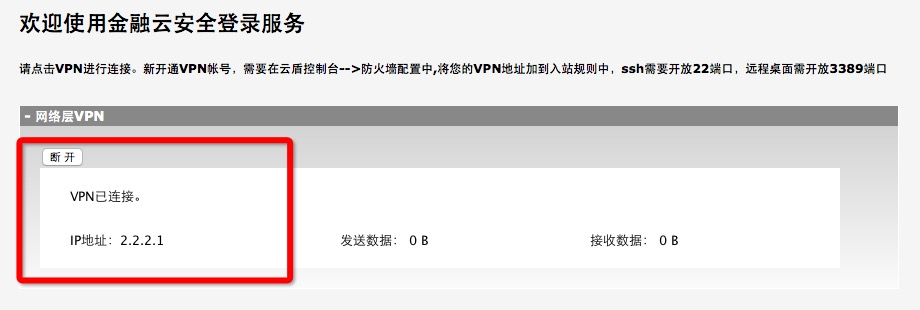 欢迎使用金融云安全登录服务
请点击VPN进行连接。新开通VPN帐号，需要在云盾控制台-->防火墙配置中,将您的VPN地址加到入站规则中，ssh需要开放22端口，远程桌面需开放3389端口
- 网络层VPN
断 开
VPN已连接。
IP地址：2.2.2.1 发送数据： 0 B 接收数据： 0 B